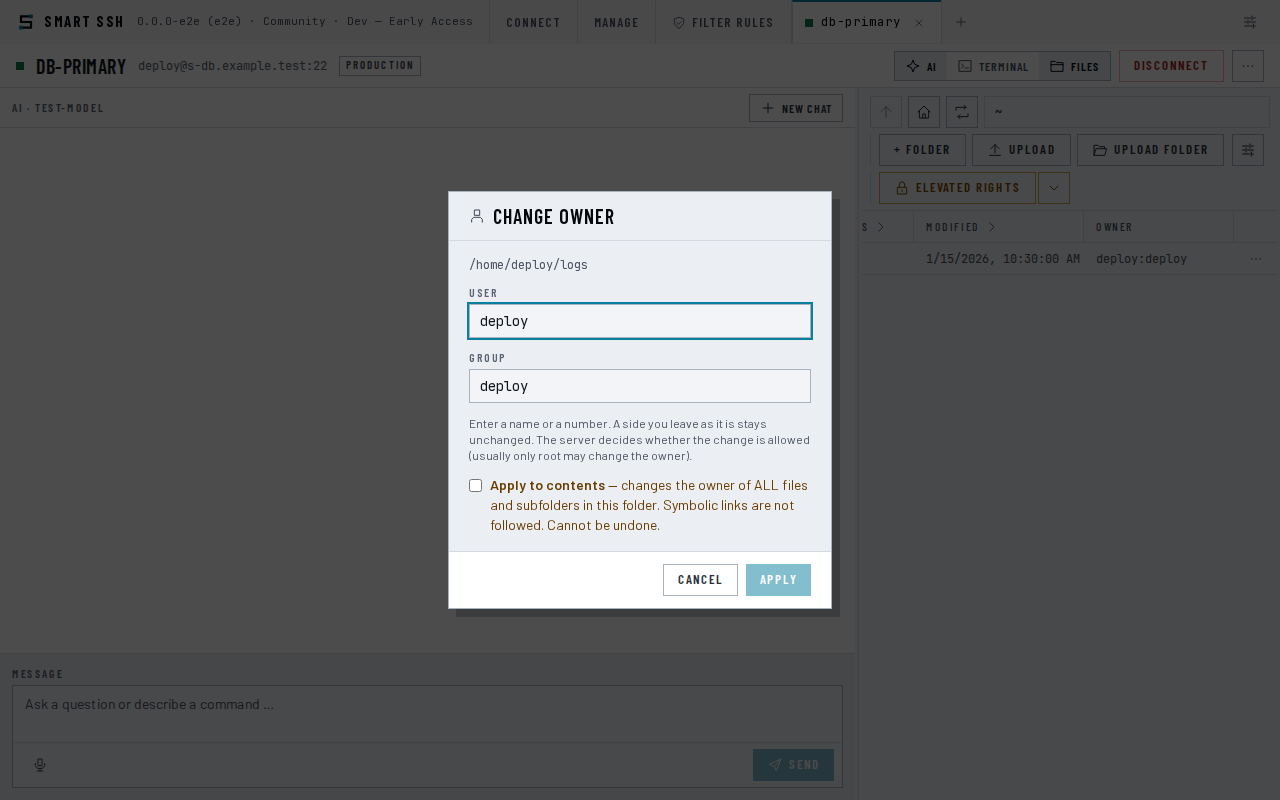 SMART SSH 0.0.0-e2e (e2e) · Community · Dev — Early Access CONNECT MANAGE FILTER RULES db-primary × +
DB-PRIMARY deploy@s-db.example.test:22 PRODUCTION AI TERMINAL FILES DISCONNECT ···
AI · TEST-MODEL NEW CHAT
~
+ FOLDER UPLOAD UPLOAD FOLDER
ELEVATED RIGHTS
S MODIFIED OWNER
1/15/2026, 10:30:00 AM deploy:deploy ···
CHANGE OWNER
/home/deploy/logs
USER
deploy
GROUP
deploy
Enter a name or a number. A side you leave as it is stays
unchanged. The server decides whether the change is allowed
(usually only root may change the owner).
Apply to contents — changes the owner of ALL files
and subfolders in this folder. Symbolic links are not
followed. Cannot be undone.
CANCEL APPLY
MESSAGE
Ask a question or describe a command ...
SEND